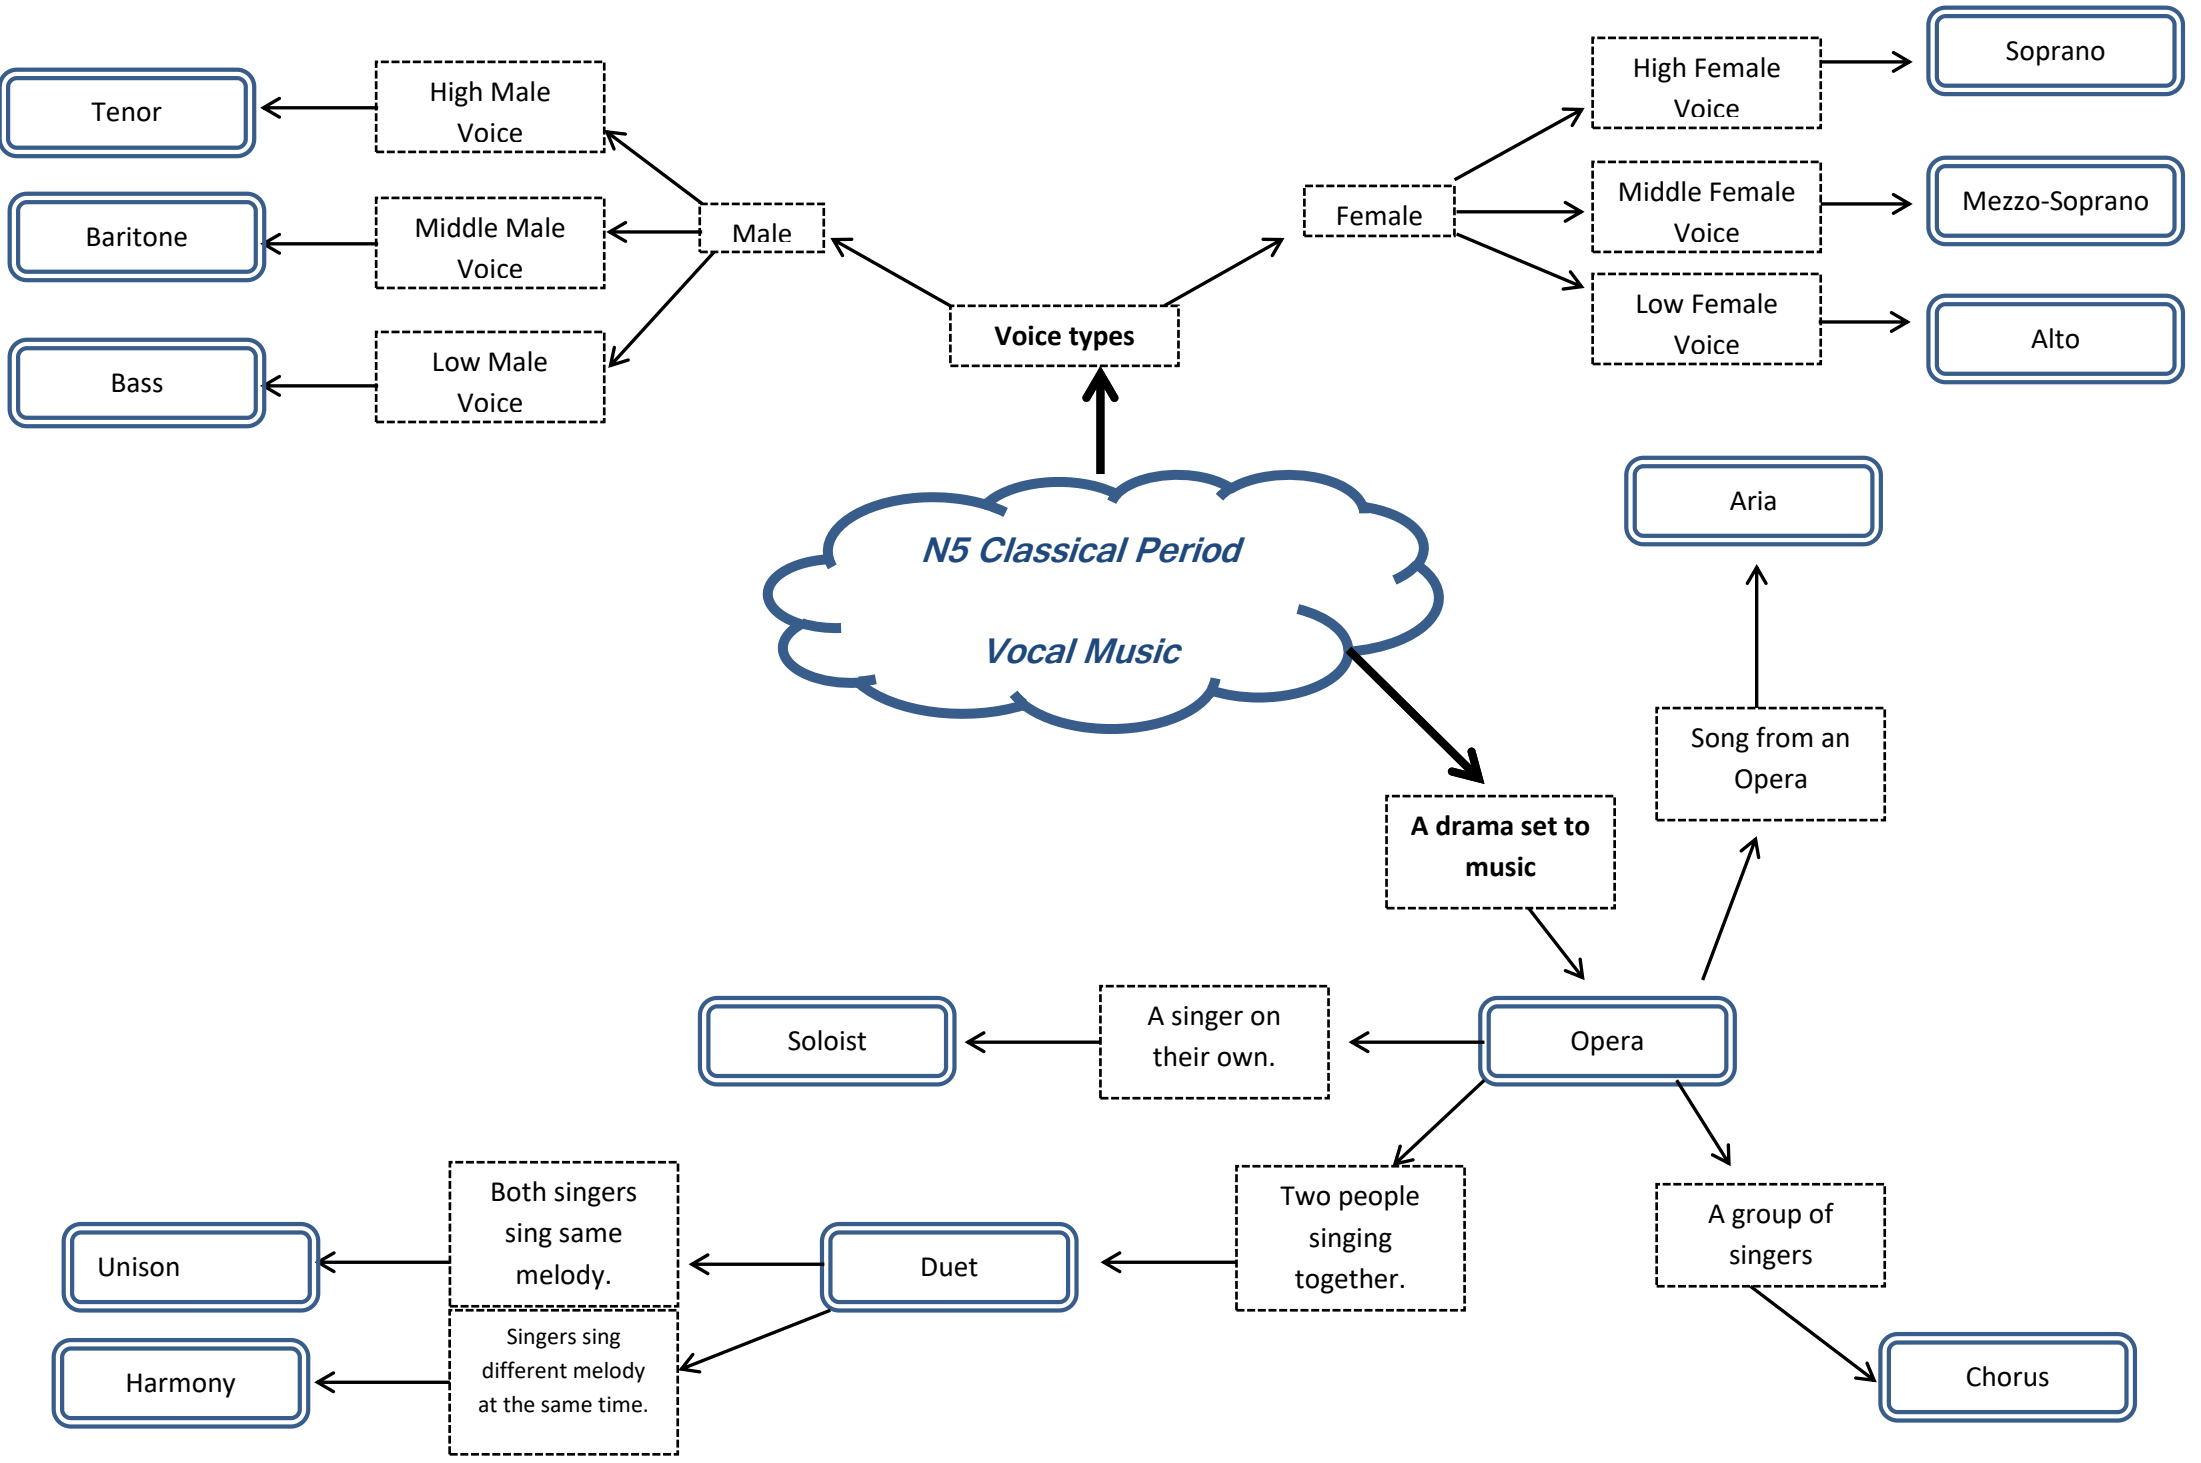 Tenor
High Male
Voice
Baritone
Middle Male
Voice
Bass
Low Male
Voice
Male
Voice types
Female
High Female
Voice
Soprano
Middle Female
Voice
Mezzo-Soprano
Low Female
Voice
Alto
N5 Classical Period
Vocal Music
Aria
Song from an
Opera
A drama set to
music
Opera
A singer on
their own.
Soloist
Two people
singing
together.
Duet
Both singers
sing same
melody.
Unison
Singers sing
different melody
at the same time.
Harmony
A group of
singers
Chorus